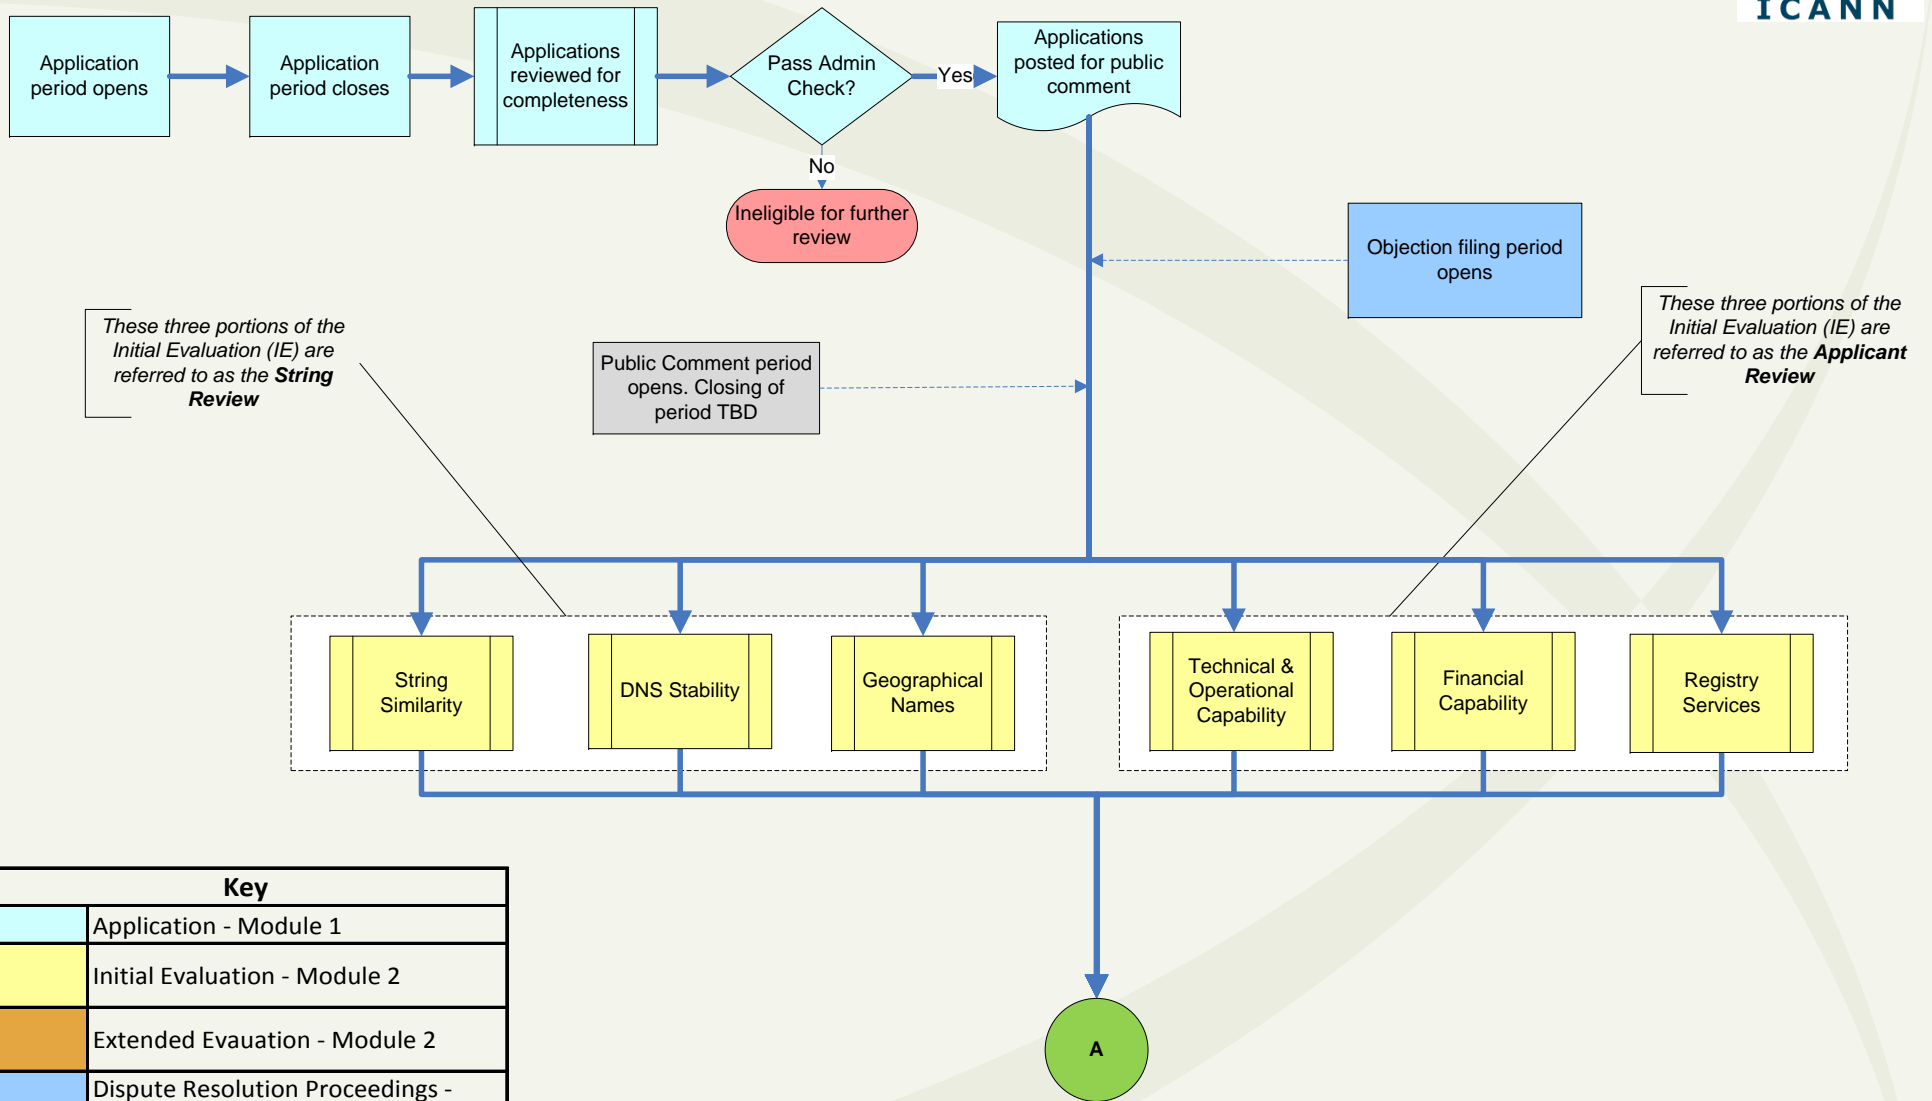 ICANN
Application
period opens
Application
period closes
Applications
reviewed for
completeness
Pass Admin
Check?
Yes
Applications
posted for public
comment
No
Ineligible for further
review
Objection filing period
opens
These three portions of the
Initial Evaluation (IE) are
referred to as the String
Review
Public Comment period
opens. Closing of
period TBD
These three portions of the
Initial Evaluation (IE) are
referred to as the Applicant
Review
String
Similarity
DNS Stability
Geographical
Names
Technical &
Operational
Capability
Financial
Capability
Registry
Services
Key
Application - Module 1
Initial Evaluation - Module 2
Extended Evauation - Module 2
Dispute Resolution Proceedings -
A